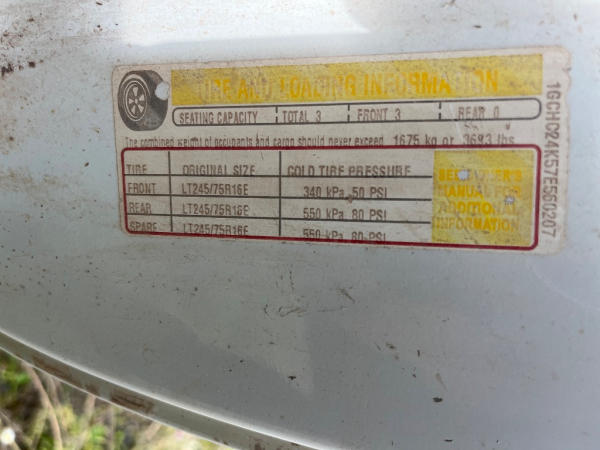 TIRE AND LOADING INFORMATION
SEATING CAPACITY TOTAL 3 FRONT 3 REAR 0
The combined weight of occupants and cargo should never exceed 1675 kg or 3693 lbs.
TIRE ORIGINAL SIZE COLD TIRE PRESSURE
FRONT LT245/75R16E 340 kPa, 50 PSI
REAR LT245/75R16E 550 kPa, 80 PSI
SPARE LT245/75R16E 550 kPa, 80 PSI
SEE OWNER'S
MANUAL FOR
ADDITIONAL
INFORMATION